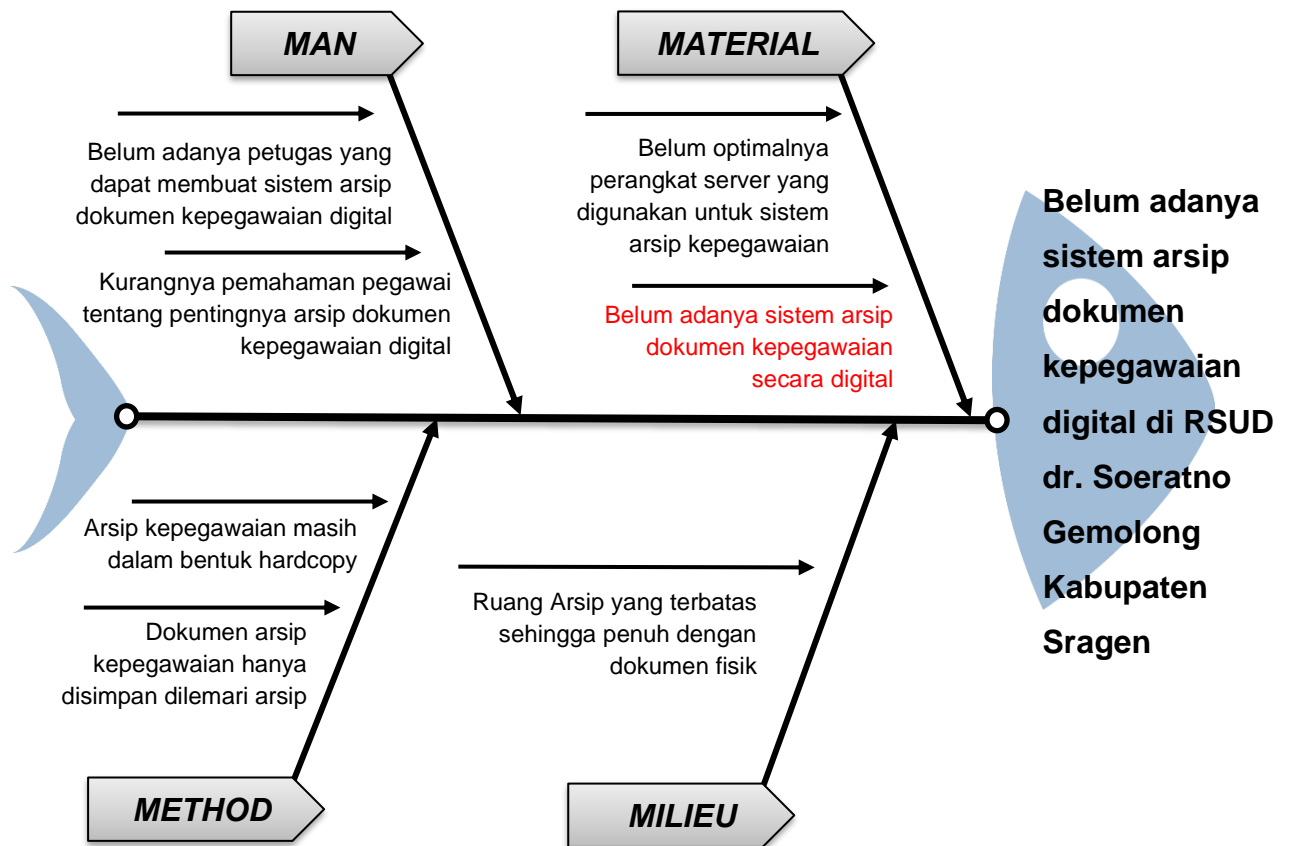 MAN
Belum adanya petugas yang
dapat membuat sistem arsip
dokumen kepegawaian digital
Kurangnya pemahaman pegawai
tentang pentingnya arsip dokumen
kepegawaian digital
MATERIAL
Belum optimalnya
perangkat server yang
digunakan untuk sistem
arsip kepegawaian
Belum adanya sistem arsip
dokumen kepegawaian
secara digital
Arsip kepegawaian masih
dalam bentuk hardcopy
Dokumen arsip
kepegawaian hanya
disimpan dilemari arsip
METHOD
Ruang Arsip yang terbatas
sehingga penuh dengan
dokumen fisik
MILIEU
Belum adanya
sistem arsip
dokumen
kepegawaian
digital di RSUD
dr. Soeratno
Gemolong
Kabupaten
Sragen